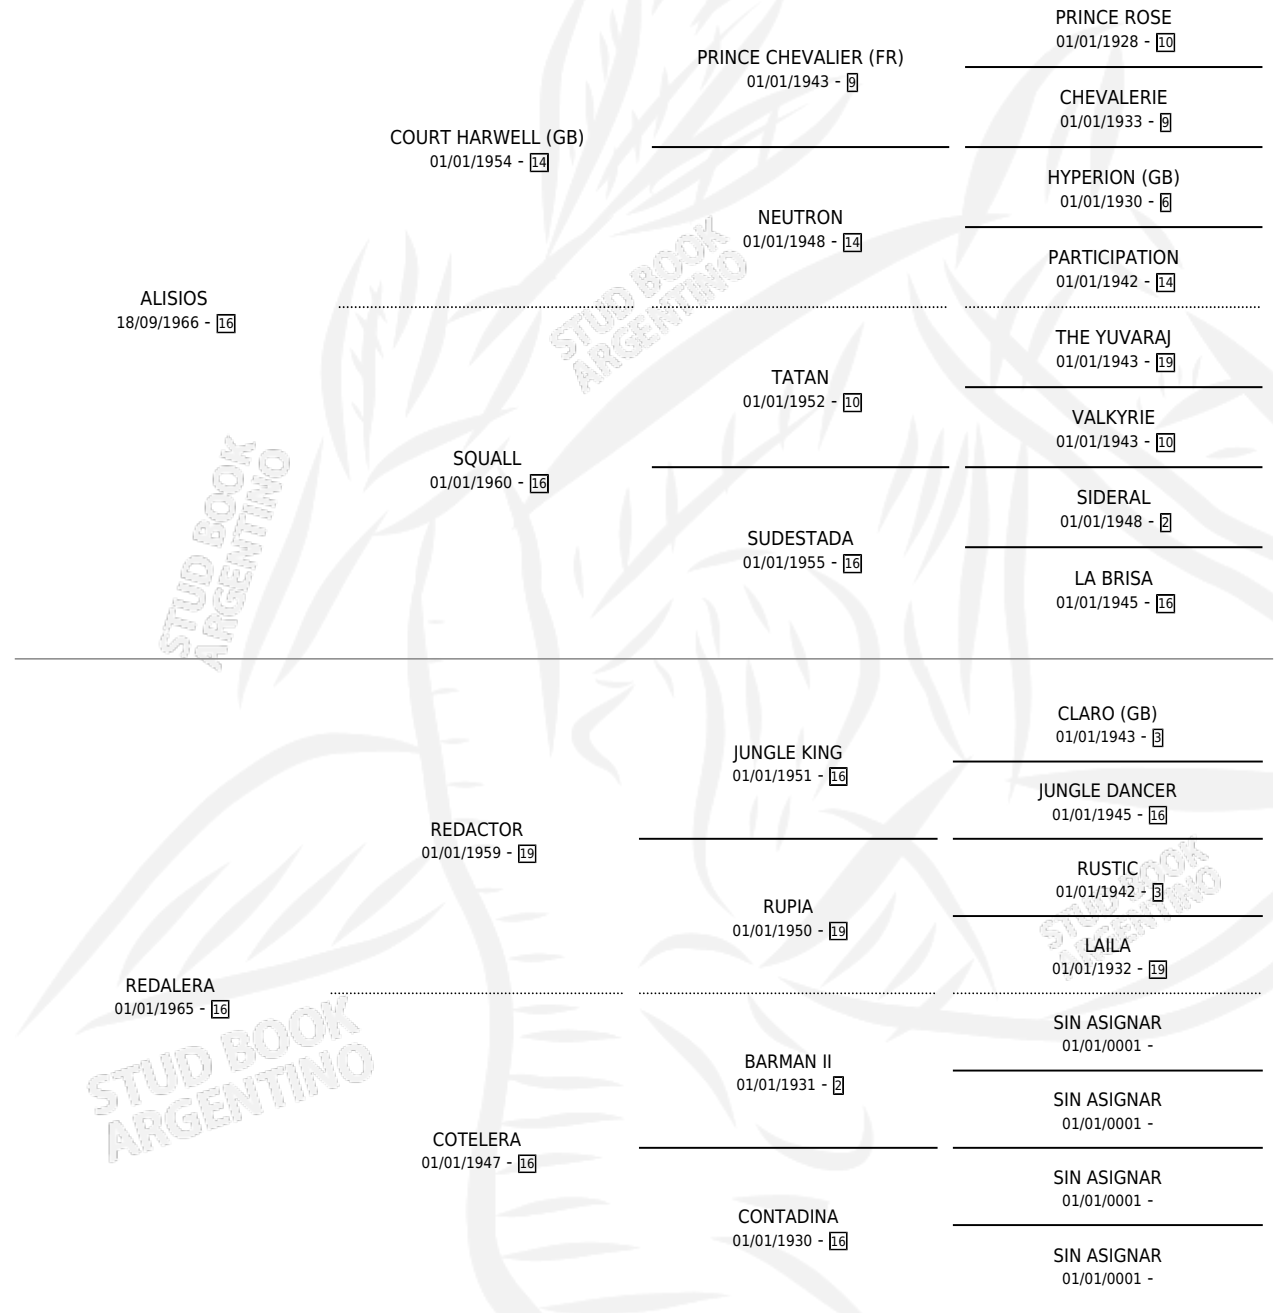 PRINCE ROSE
01/01/1928 - 10
PRINCE CHEVALIER (FR)
01/01/1943 - 9
CHEVALERIE
01/01/1933 - 9
COURT HARWELL (GB)
01/01/1954 - 14
HYPERION (GB)
01/01/1930 - 6
NEUTRON
01/01/1948 - 14
PARTICIPATION
01/01/1942 - 14
ALISIOS
18/09/1966 - 16
STUD BOOK
ARGENTINO
THE YUVARAJ
01/01/1943 - 19
TATAN
01/01/1952 - 10
VALKYRIE
01/01/1943 - 10
SQUALL
01/01/1960 - 16
SIDERAL
01/01/1948 - 2
SUDESTADA
01/01/1955 - 16
LA BRISA
01/01/1945 - 16
STUD BOOK
ARGENTINO
CLARO (GB)
01/01/1943 - 3
JUNGLE KING
01/01/1951 - 16
JUNGLE DANCER
01/01/1945 - 16
REDACTOR
01/01/1959 - 19
RUSTIC
01/01/1942 - 3
RUPIA
01/01/1950 - 19
STUD BOOK
ARGENTINO
LAILA
01/01/1932 - 19
REDALERA
01/01/1965 - 16
SIN ASIGNAR
01/01/0001 -
STUD BOOK
ARGENTINO
BARMAN II
01/01/1931 - 2
SIN ASIGNAR
01/01/0001 -
COTELERA
01/01/1947 - 16
SIN ASIGNAR
01/01/0001 -
CONTADINA
01/01/1930 - 16
SIN ASIGNAR
01/01/0001 -